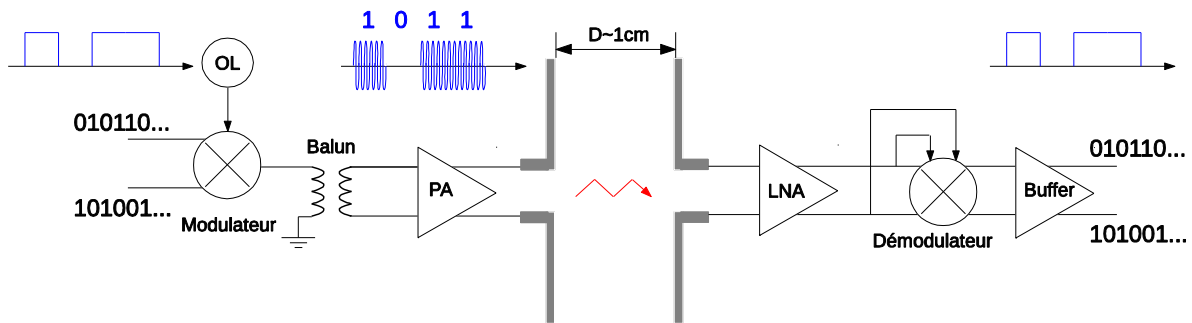 1 0 1 1
D~1cm
OL
010110...
Balun
PA
LNA
Buffer
010110...
101001...
Modulateur
Démodulateur
101001...